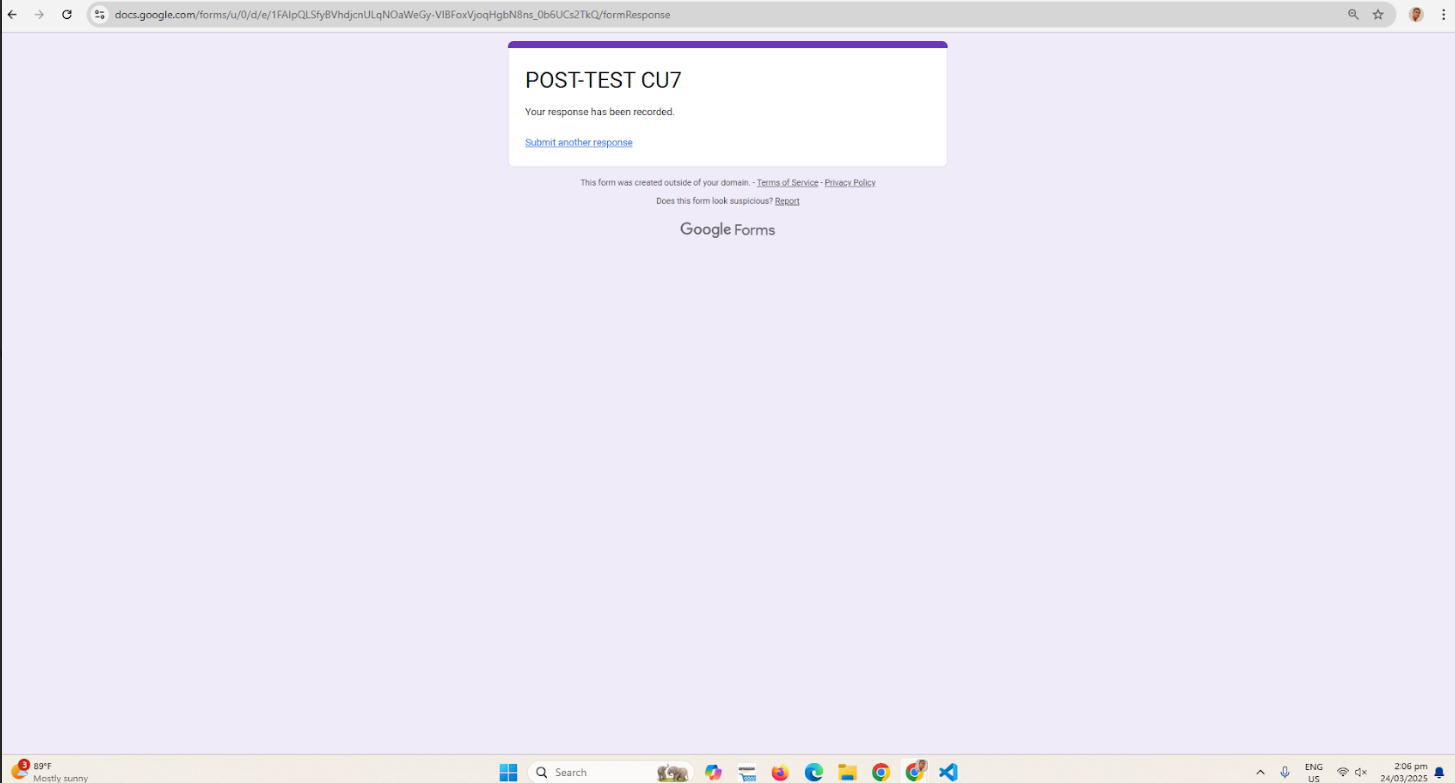 docs.google.com/forms/u/0/d/e/1FAIpQLSfyBVhdjcnULqNOaWeGy-VIBFoxVjoqHgbN8ns_0b6UCs2TkQ/formResponse
POST-TEST CU7
Your response has been recorded.
Submit another response
This form was created outside of your domain. - Terms of Service - Privacy Policy
Does this form look suspicious? Report
Google Forms
3
89°F
Mostly sunny
Search
ENG
US
2:06 pm
24/03/2025